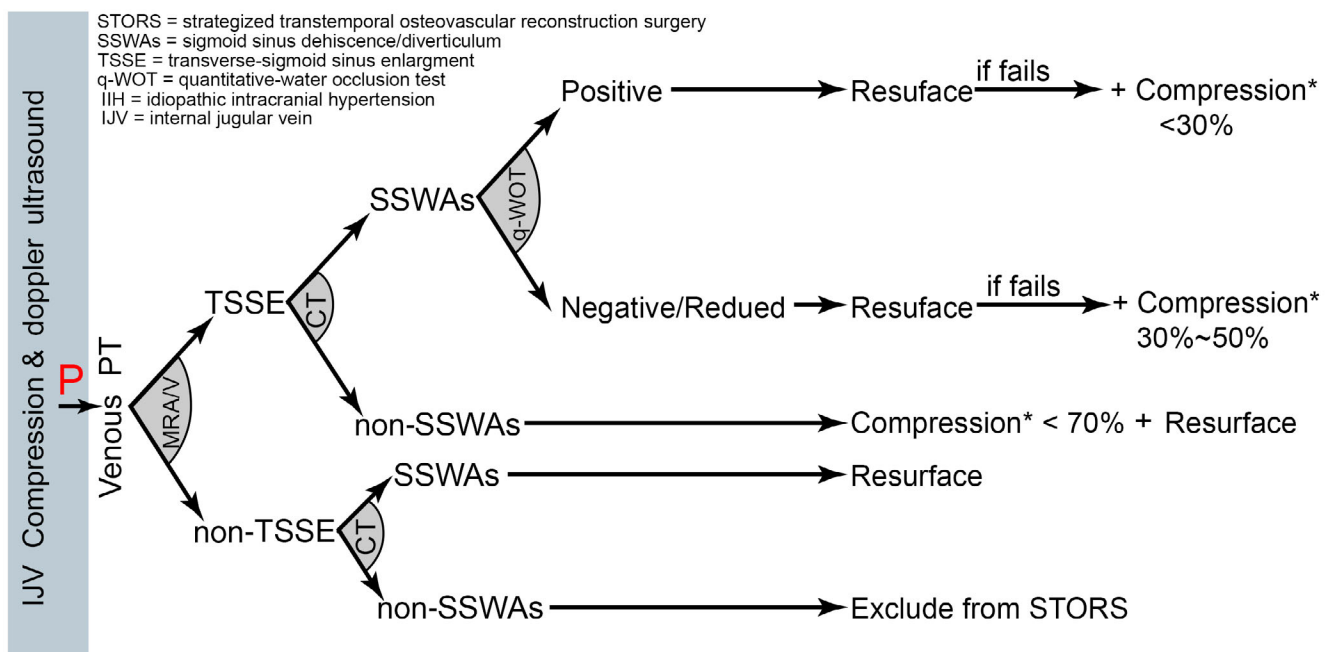 STORS = strategized transtemporal osteovascular reconstruction surgery
SSWAs = sigmoid sinus dehiscence/diverticulum
TSSE = transverse-sigmoid sinus enlargment
q-WOT = quantitative-water occlusion test
IIH = idiopathic intracranial hypertension
IJV = internal jugular vein
IJV Compression & doppler ultrasound
P
Venous PT
MRA/V
TSSE
CT
SSWAs
q-WOT
Positive
Resuface
if fails
+ Compression*
<30%
Negative/Redued
Resuface
if fails
+ Compression*
30%~50%
non-SSWAs
Compression* < 70% + Resurface
non-TSSE
CT
SSWAs
Resurface
non-SSWAs
Exclude from STORS